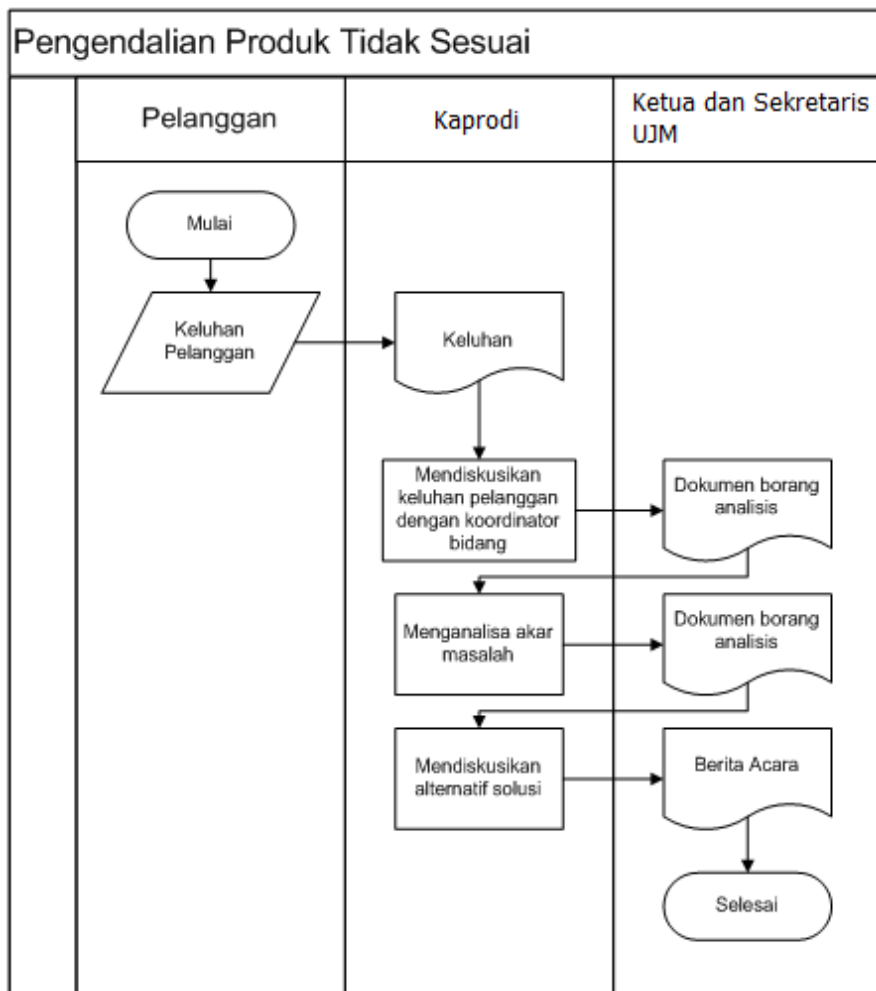 Pengendalian Produk Tidak Sesuai
Pelanggan
Kaprodi
Ketua dan Sekretaris
UJM
Mulai
Keluhan
Pelanggan
Keluhan
Mendiskusikan
keluhan pelanggan
dengan koordinator
bidang
Dokumen borang
analisis
Menganalisa akar
masalah
Dokumen borang
analisis
Mendiskusikan
alternatif solusi
Berita Acara
Selesai